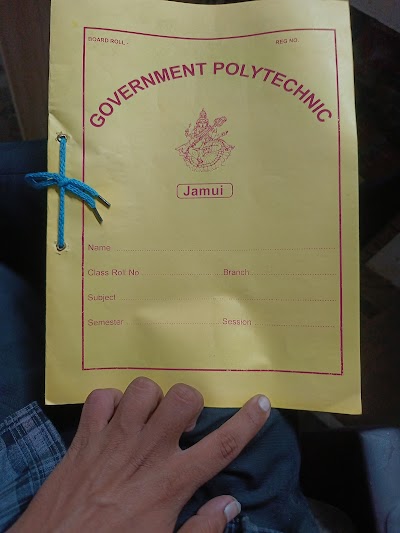 BOARD ROLL.- REG NO.
GOVERNMENT POLYTECHNIC
Jamui
Name
Class Roll No Branch
Subject
Semester Session